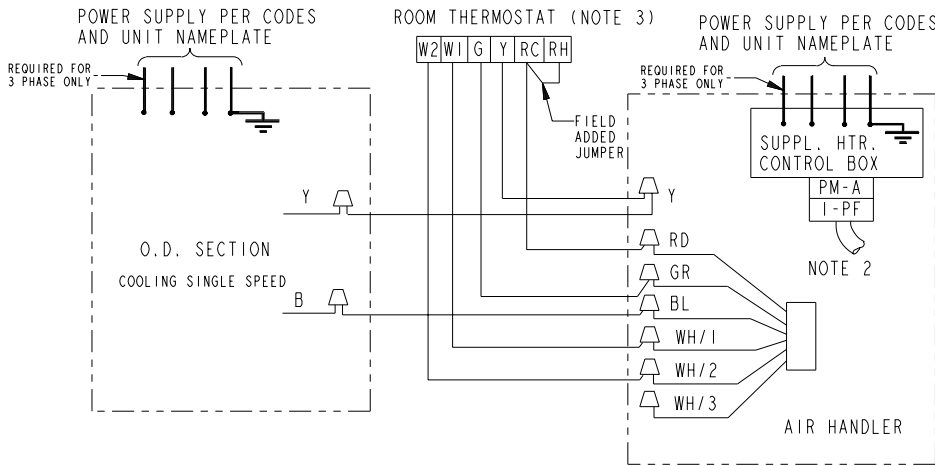 POWER SUPPLY PER CODES
AND UNIT NAMEPLATE
REQUIRED FOR
3 PHASE ONLY
ROOM THERMOSTAT (NOTE 3)
W2 W1 G Y RC RH
FIELD
ADDED
JUMPER
POWER SUPPLY PER CODES
AND UNIT NAMEPLATE
REQUIRED FOR
3 PHASE ONLY
SUPPL. HTR.
CONTROL BOX
PM-A
1-PF
NOTE 2
Y
O.D. SECTION
COOLING SINGLE SPEED
B
Y
RD
GR
BL
WH/1
WH/2
WH/3
AIR HANDLER